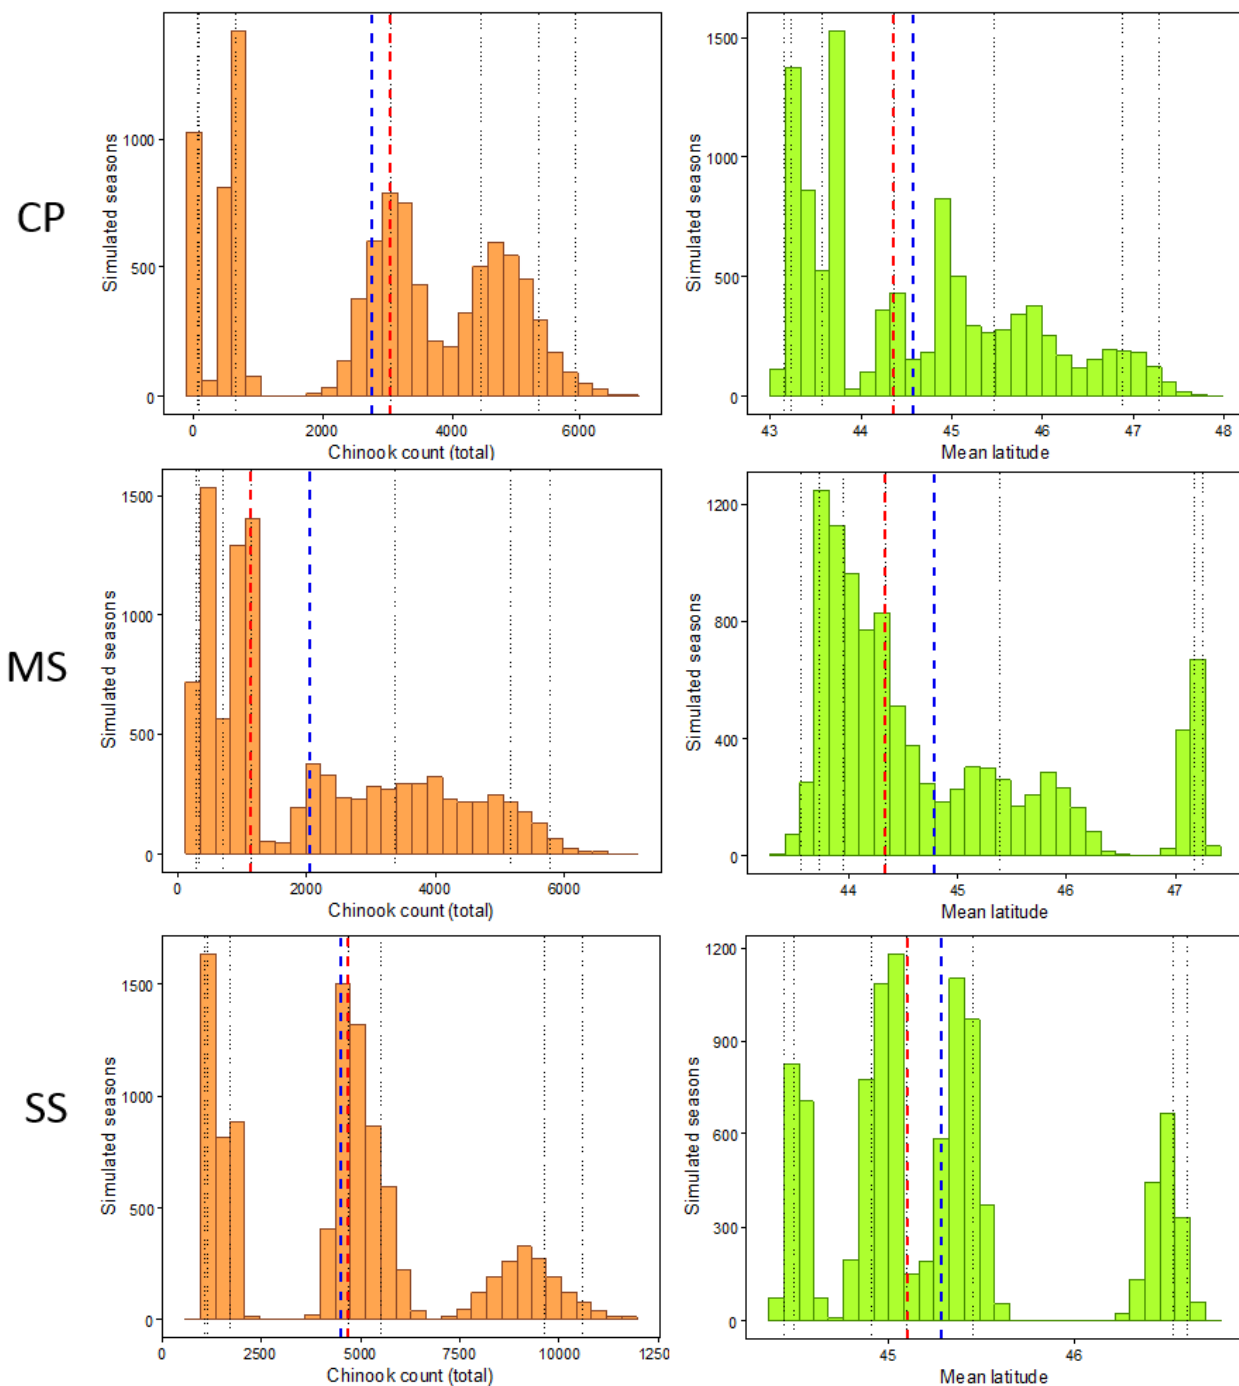 CP
Simulated seasons
1000
500
0
0 2000 4000 6000
Chinook count (total)
Simulated seasons
1500
1000
500
0
43 44 45 46 47 48
Mean latitude
MS
Simulated seasons
1500
1000
500
0
0 2000 4000 6000
Chinook count (total)
Simulated seasons
1200
800
400
0
44 45 46 47
Mean latitude
SS
Simulated seasons
1500
1000
500
0
0 2500 5000 7500 10000 1250
Chinook count (total)
Simulated seasons
1200
900
600
300
0
45 46
Mean latitude